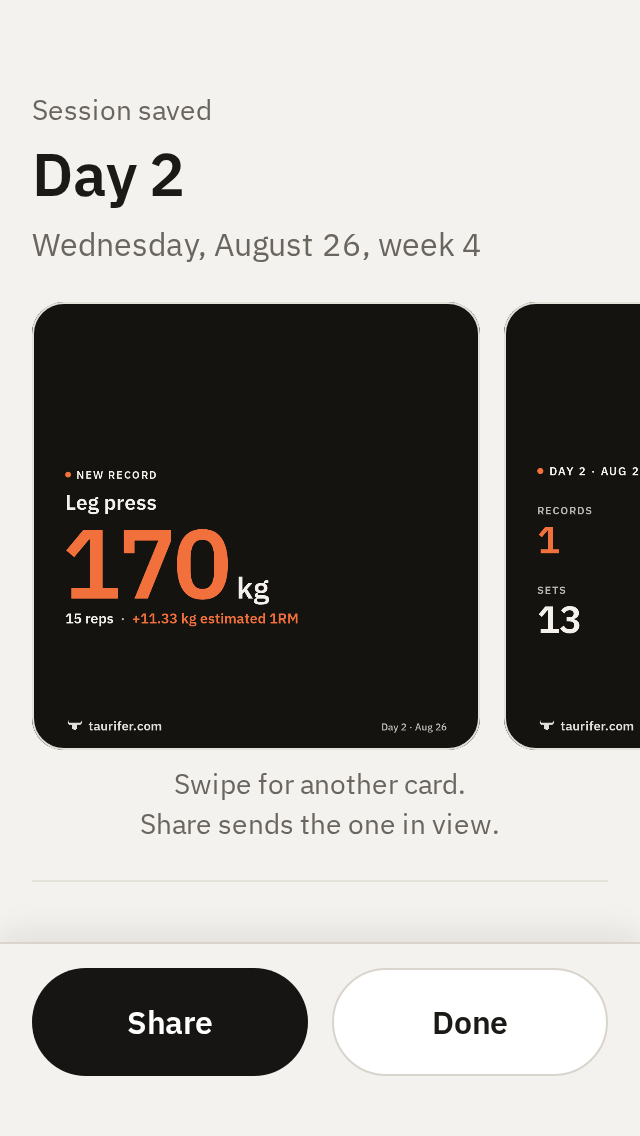 Session saved
Day 2
Wednesday, August 26, week 4
NEW RECORD
Leg press
170 kg
15 reps · +11.33 kg estimated 1RM
taurifer.com
Day 2 · Aug 26
DAY 2 · AUG 2
RECORDS
1
SETS
13
taurifer.com
Swipe for another card.
Share sends the one in view.
Share
Done